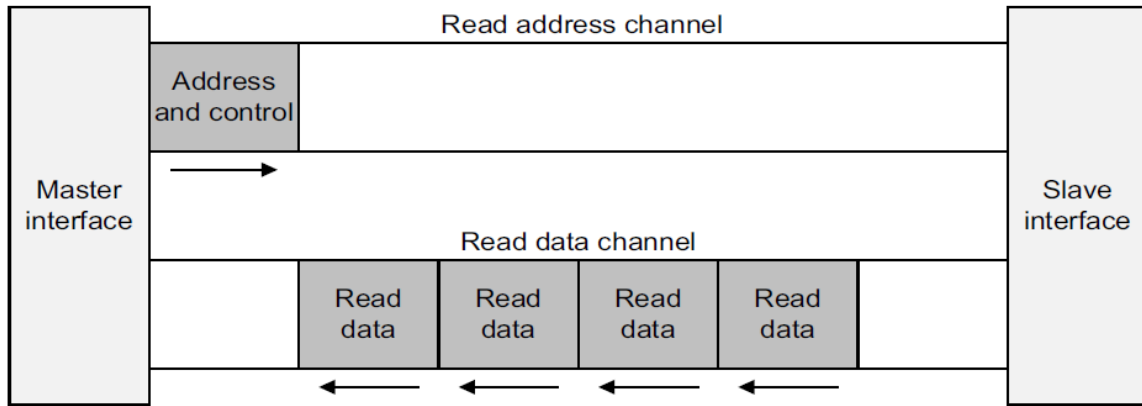 Read address channel
Address
and control
Master
interface
Slave
interface
Read data channel
Read
data
Read
data
Read
data
Read
data